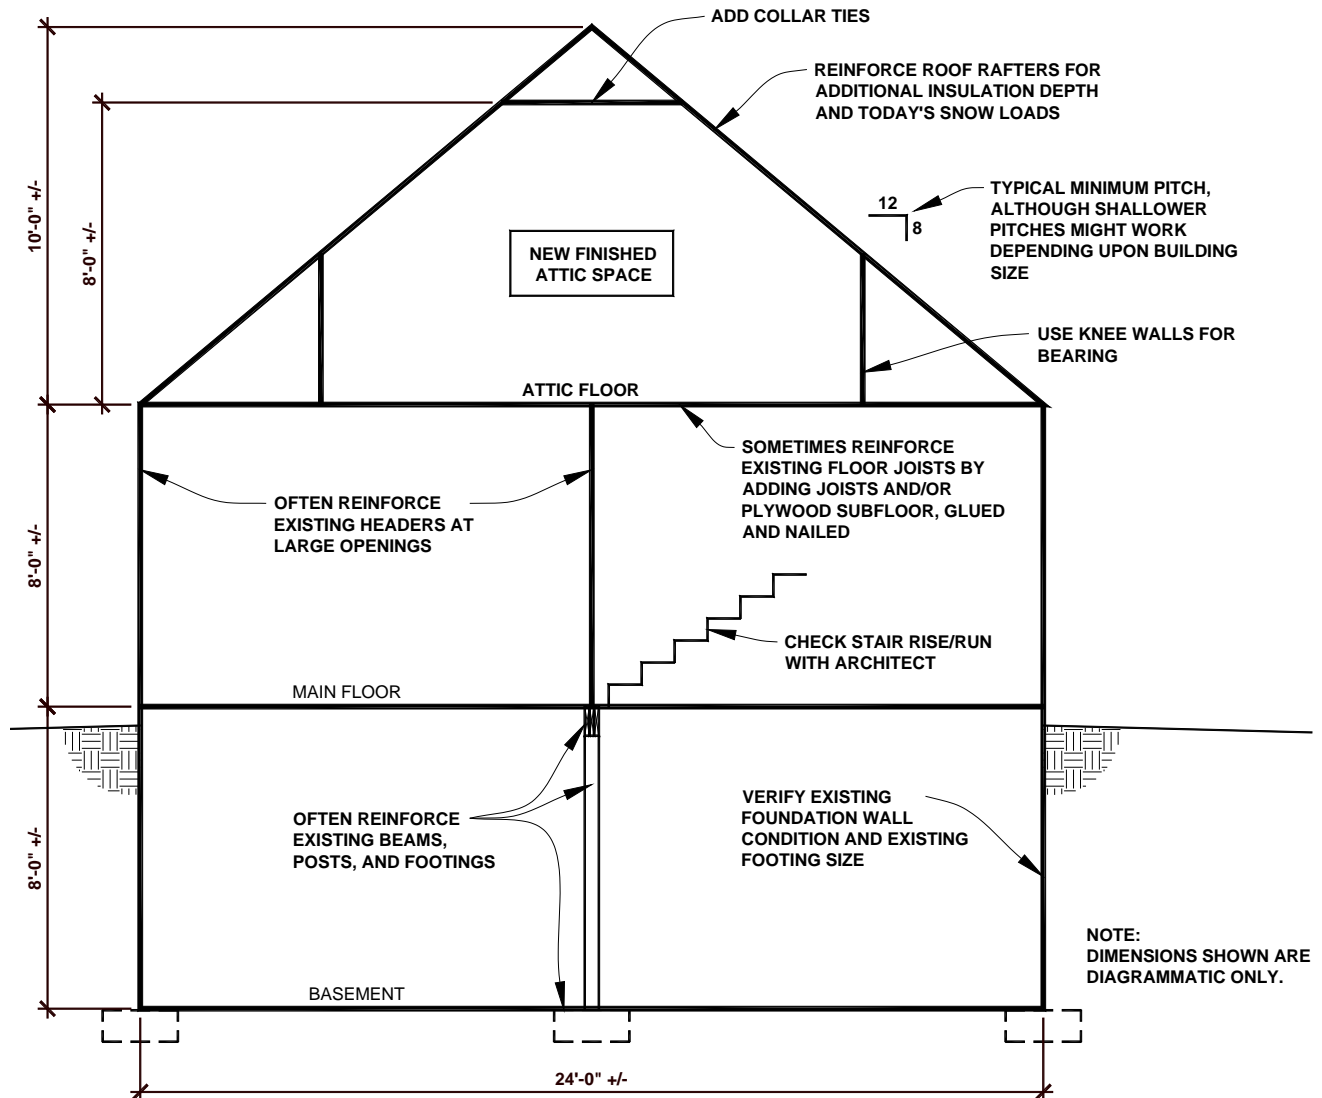 ADD COLLAR TIES
REINFORCE ROOF RAFTERS FOR
ADDITIONAL INSULATION DEPTH
AND TODAY'S SNOW LOADS
10'-0" +/-
8'-0" +/-
12
8
TYPICAL MINIMUM PITCH,
ALTHOUGH SHALLOWER
PITCHES MIGHT WORK
DEPENDING UPON BUILDING
SIZE
NEW FINISHED
ATTIC SPACE
USE KNEE WALLS FOR
BEARING
ATTIC FLOOR
8'-0" +/-
OFTEN REINFORCE
EXISTING HEADERS AT
LARGE OPENINGS
SOMETIMES REINFORCE
EXISTING FLOOR JOISTS BY
ADDING JOISTS AND/OR
PLYWOOD SUBFLOOR, GLUED
AND NAILED
CHECK STAIR RISE/RUN
WITH ARCHITECT
MAIN FLOOR
8'-0" +/-
OFTEN REINFORCE
EXISTING BEAMS,
POSTS, AND FOOTINGS
VERIFY EXISTING
FOUNDATION WALL
CONDITION AND EXISTING
FOOTING SIZE
NOTE:
DIMENSIONS SHOWN ARE
DIAGRAMMATIC ONLY.
BASEMENT
24'-0" +/-